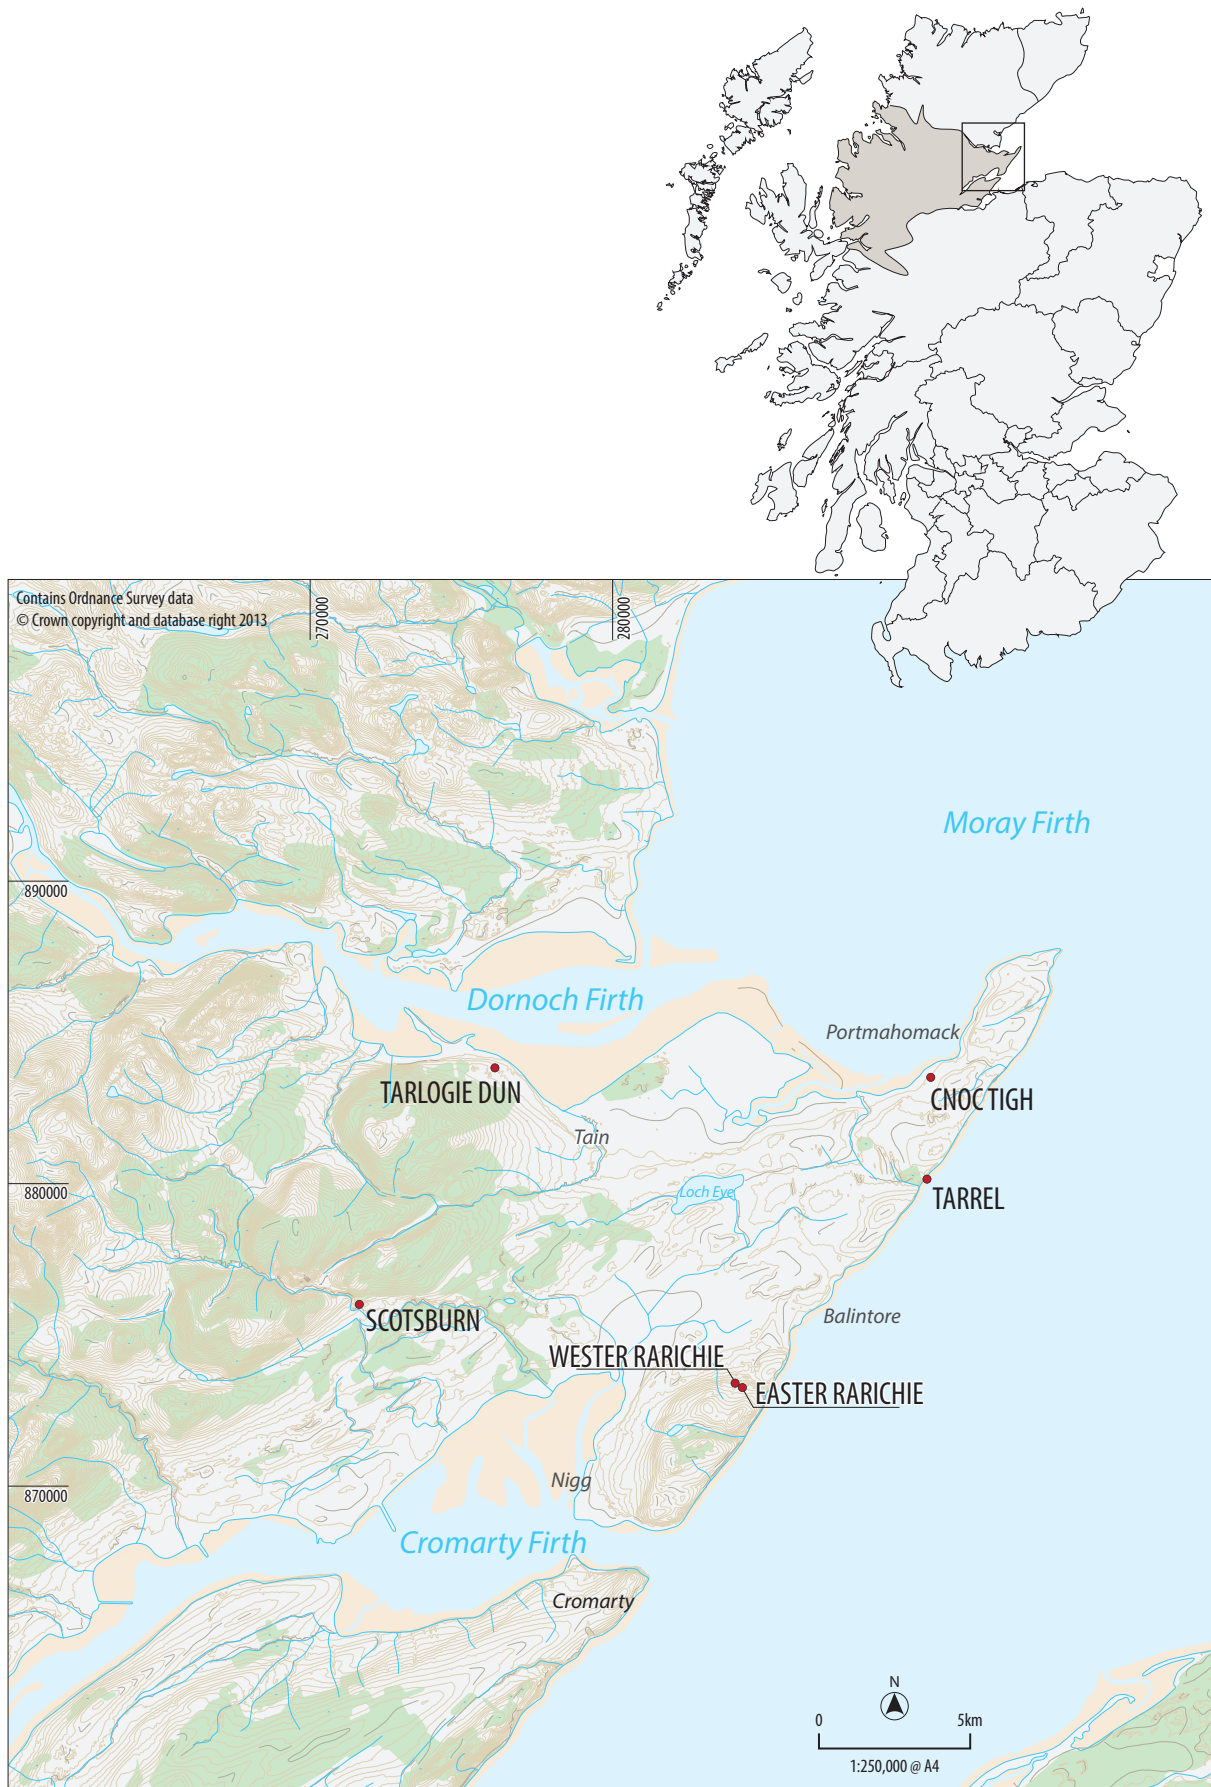 Contains Ordnance Survey data
© Crown copyright and database right 2013
270000
280000
Moray Firth
890000
Dornoch Firth
Portmahomack
TARLOGIE DUN
CNOC TIGH
Tain
880000
Loch Eye
TARREL
SCOTSBURN
Balintore
WESTER RARICHIE
EASTER RARICHIE
Nigg
870000
Cromarty Firth
Cromarty
N
0
5km
1:250,000 @ A4